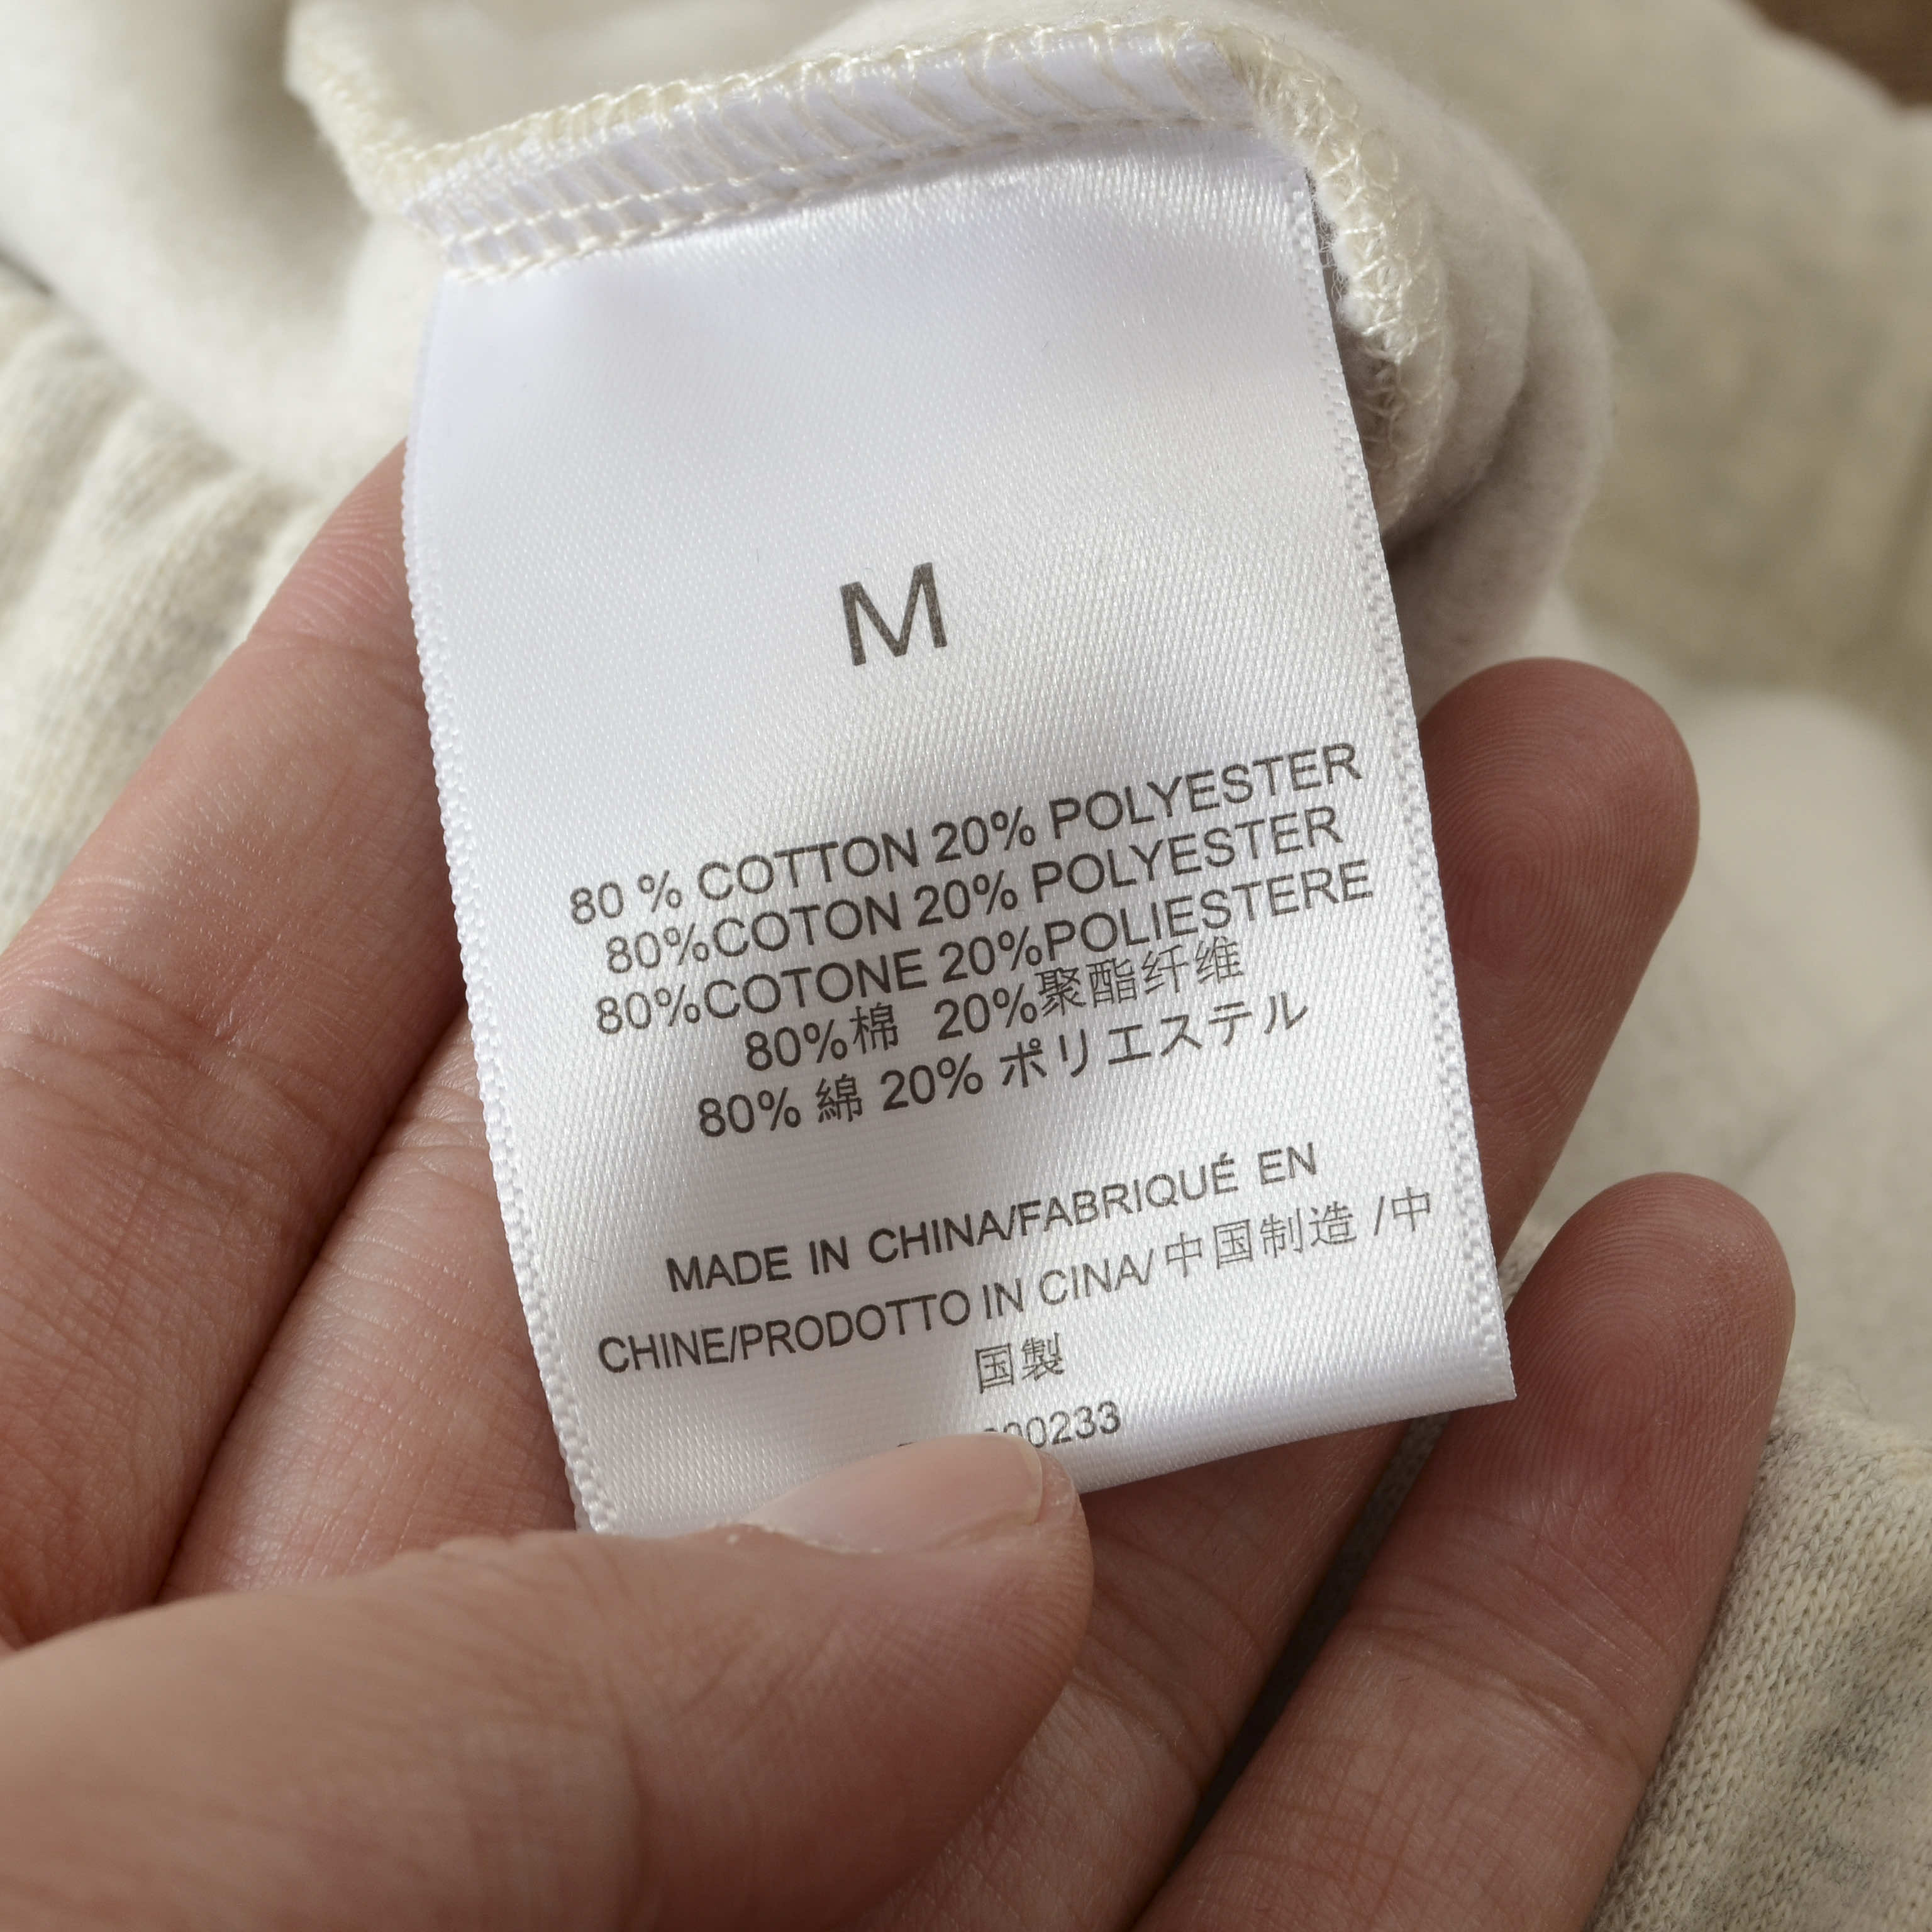 M
80 % COTTON 20% POLYESTER
80%COTON 20% POLYESTER
80%COTONE 20%POLIESTERE
80%棉 20%聚酯纤维
80% 綿 20% ポリエステル
MADE IN CHINA/FABRIQUÉ EN
CHINE/PRODOTTO IN CINA/中国制造 /中
国製